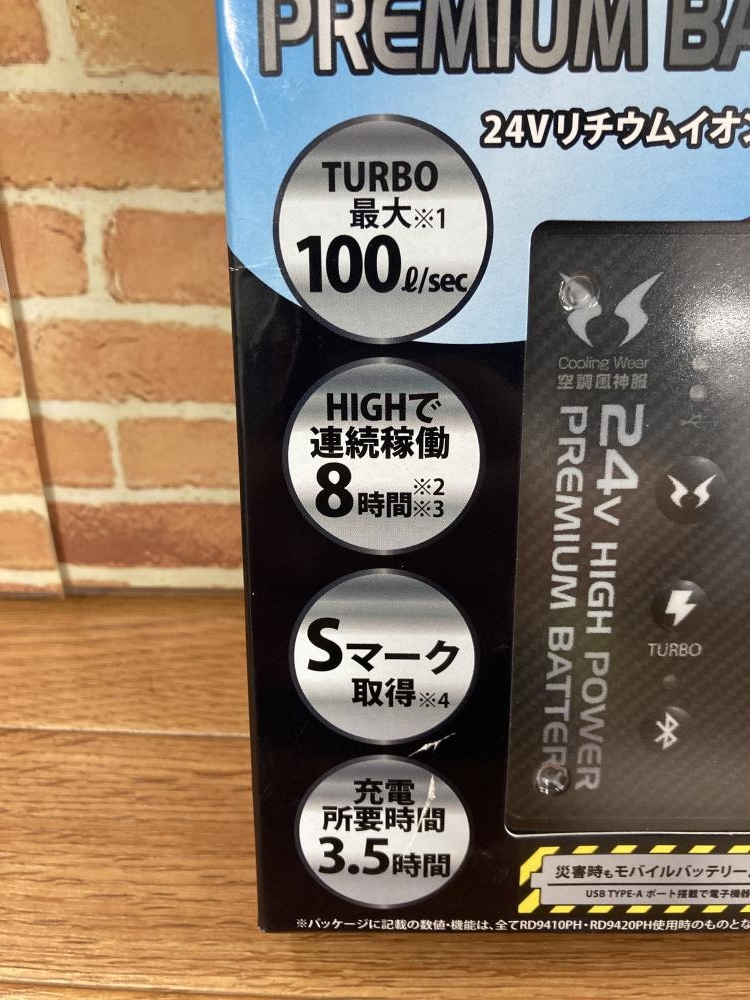 PREMIUM BA
24Vリチウムイオン
TURBO
最大※1
100ℓ/sec
HIGHで
連続稼働
8時間※2
※3
Sマーク
取得※4
充電
所要時間
3.5時間
Cooling Wear
空調風神服
24V HIGH POWER
PREMIUM BATTERY
TURBO
災害時もモバイルバッテリー
USB TYPE-A ポート搭載で電子機器
※パッケージに記載の数値・機能は、全てRD9410PH・RD9420PH使用時のものとな